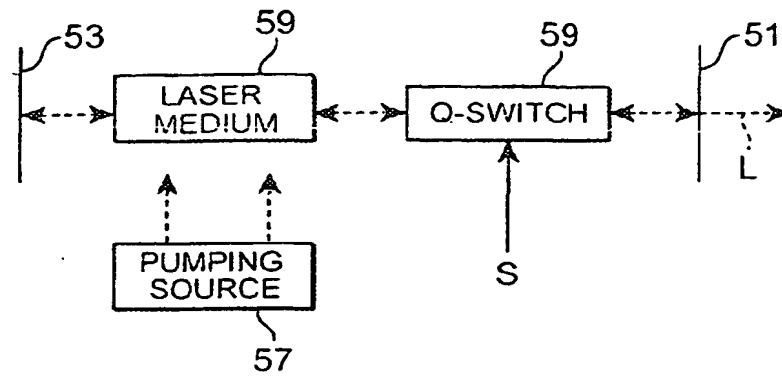 53
59
59
51
LASER
MEDIUM
Q-SWITCH
L
S
PUMPING
SOURCE
57